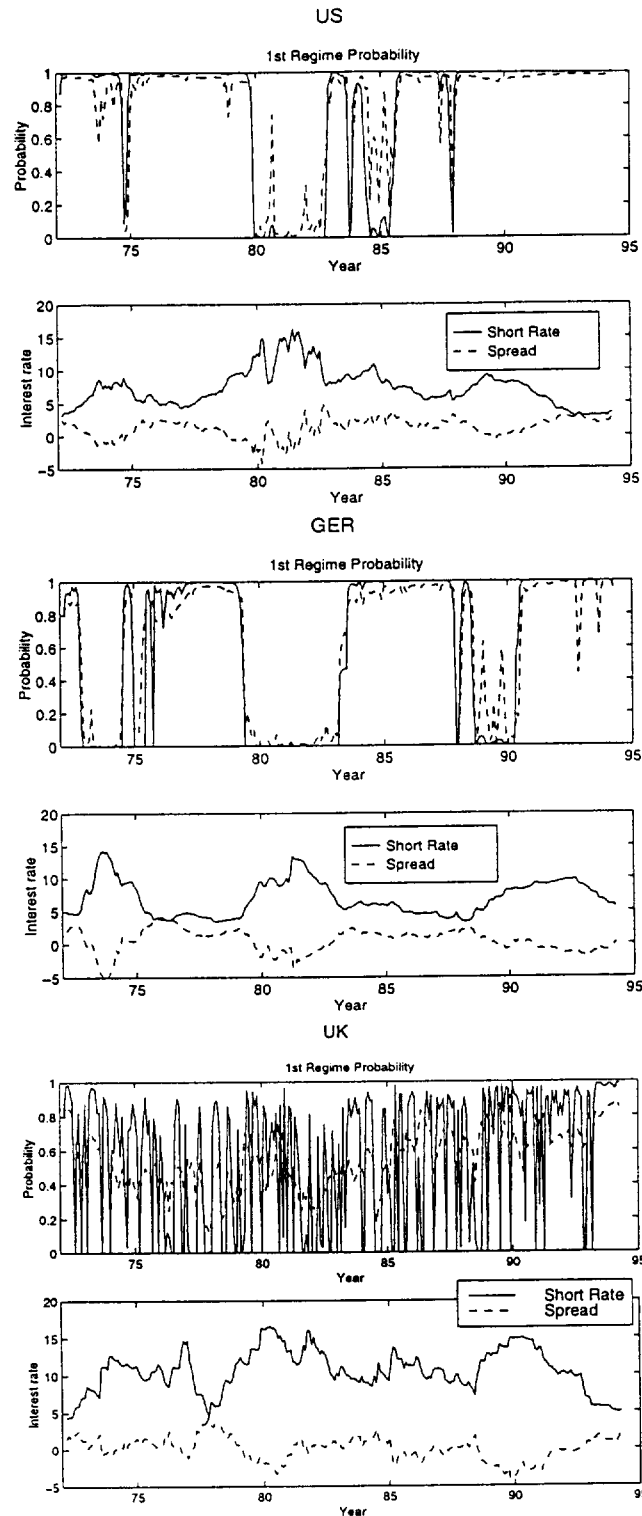 US
1st Regime Probability
Probability
1
0.8
0.6
0.4
0.2
0
75 80 85 90 95
Year
Interest rate
20
15
10
5
0
−5
Short Rate
Spread
75 80 85 90 95
Year
GER
1st Regime Probability
Probability
1
0.8
0.6
0.4
0.2
0
75 80 85 90 95
Year
Interest rate
20
15
10
5
0
−5
Short Rate
Spread
75 80 85 90 95
Year
UK
1st Regime Probability
Probability
1
0.8
0.6
0.4
0.2
0
75 80 85 90 95
Year
Interest rate
20
15
10
5
0
−5
Short Rate
Spread
75 80 85 90
Year